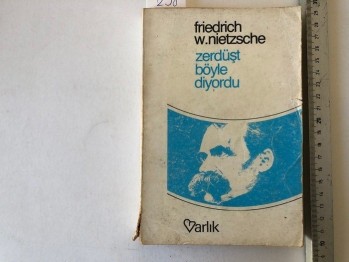 friedrich
w.nietzsche
zerdüşt
böyle
diyordu
varlık